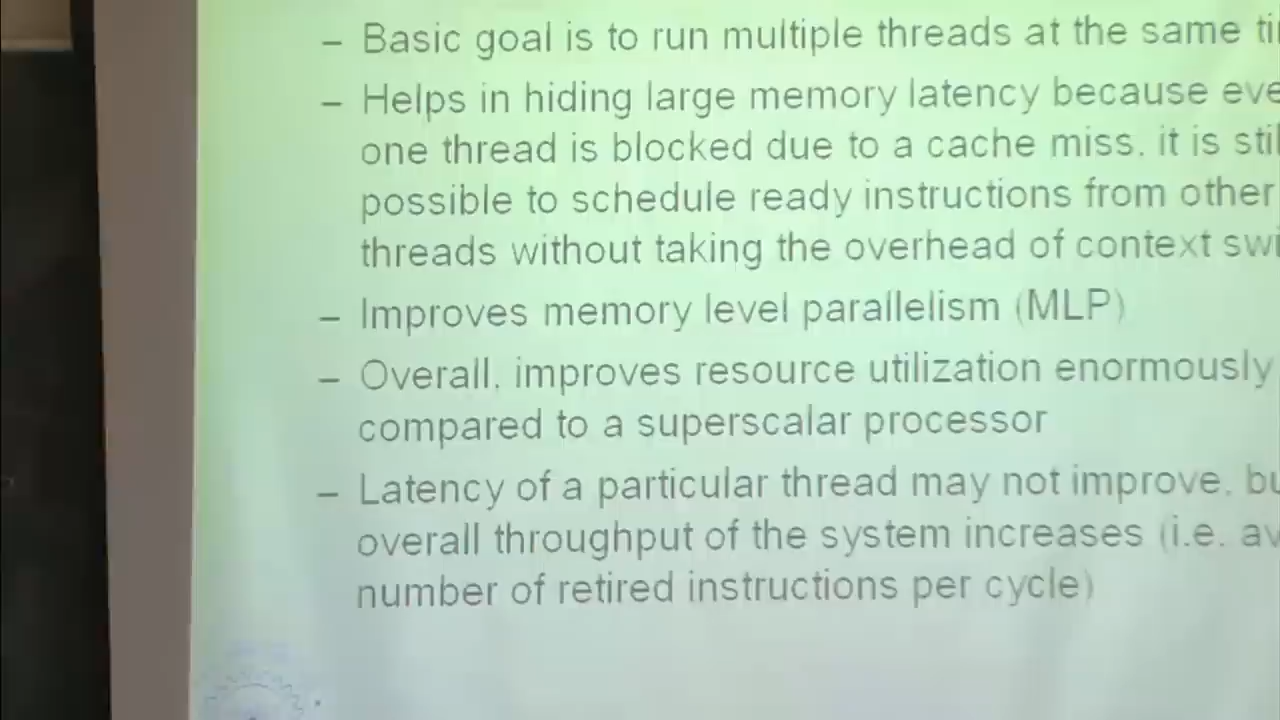 – Basic goal is to run multiple threads at the same
– Helps in hiding large memory latency because
one thread is blocked due to a cache miss, it is
possible to schedule ready instructions from other
threads without taking the overhead of context
– Improves memory level parallelism (MLP)
– Overall, improves resource utilization enormously
compared to a superscalar processor
– Latency of a particular thread may not improve,
overall throughput of the system increases (i.e.
number of retired instructions per cycle)